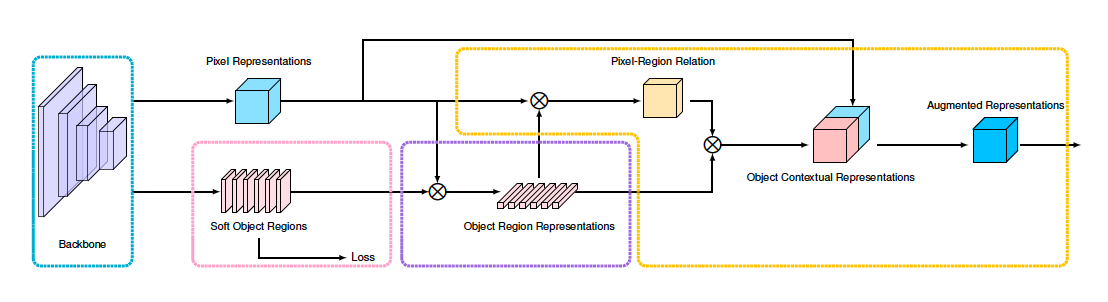 Pixel Representations
Pixel-Region Relation
Augmented Representations
Object Contextual Representations
Soft Object Regions
Object Region Representations
Backbone
Loss